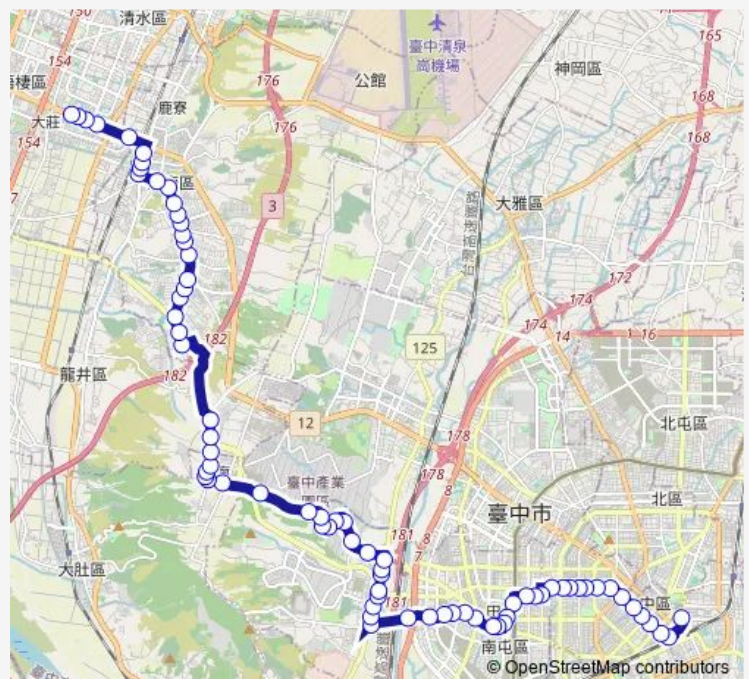 150
清水區
165
154
臺中市清泉
崗機場
神岡區
176
公館
梧棲區
168
大莊
鹿寮
176
168
154
區
3
大雅區
172
174
174
14
1
16
182
125
龍井區
182
北屯區
12
178
178
臺中產業
園區
8
北區
臺中市
8
181
7
大肚區
中區
181
南屯區
© OpenStreetMap contributors